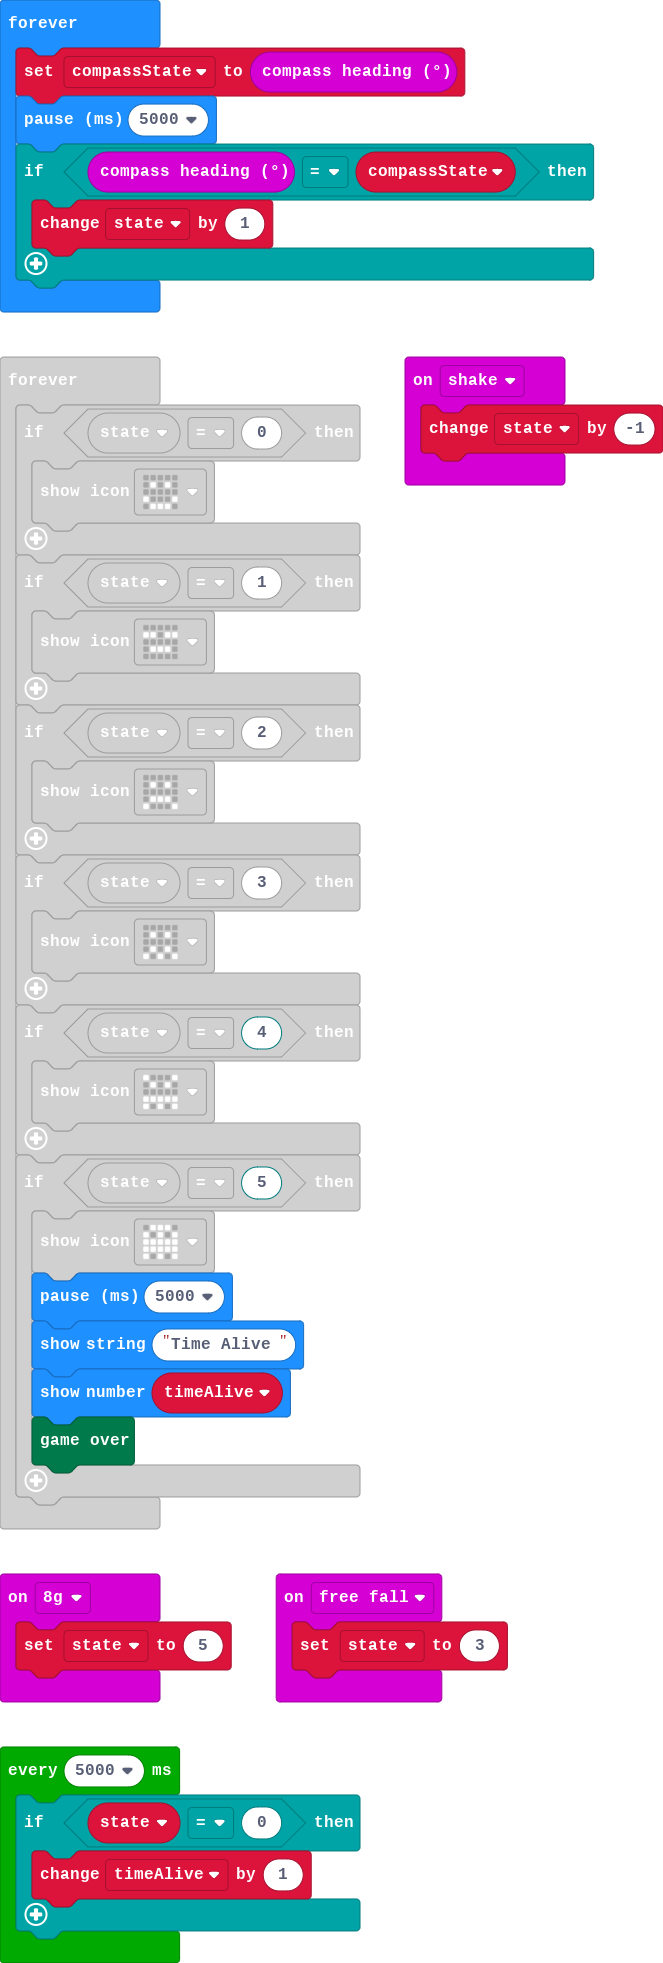 forever
set compassState to compass heading (°)
pause (ms) 5000
if compass heading (°) = compassState then
change state by 1
forever
if state = 0 then
show icon
if state = 1 then
show icon
if state = 2 then
show icon
if state = 3 then
show icon
if state = 4 then
show icon
if state = 5 then
show icon
pause (ms) 5000
show string "Time Alive "
show number timeAlive
game over
on shake
change state by -1
on 8g
set state to 5
on free fall
set state to 3
every 5000 ms
if state = 0 then
change timeAlive by 1